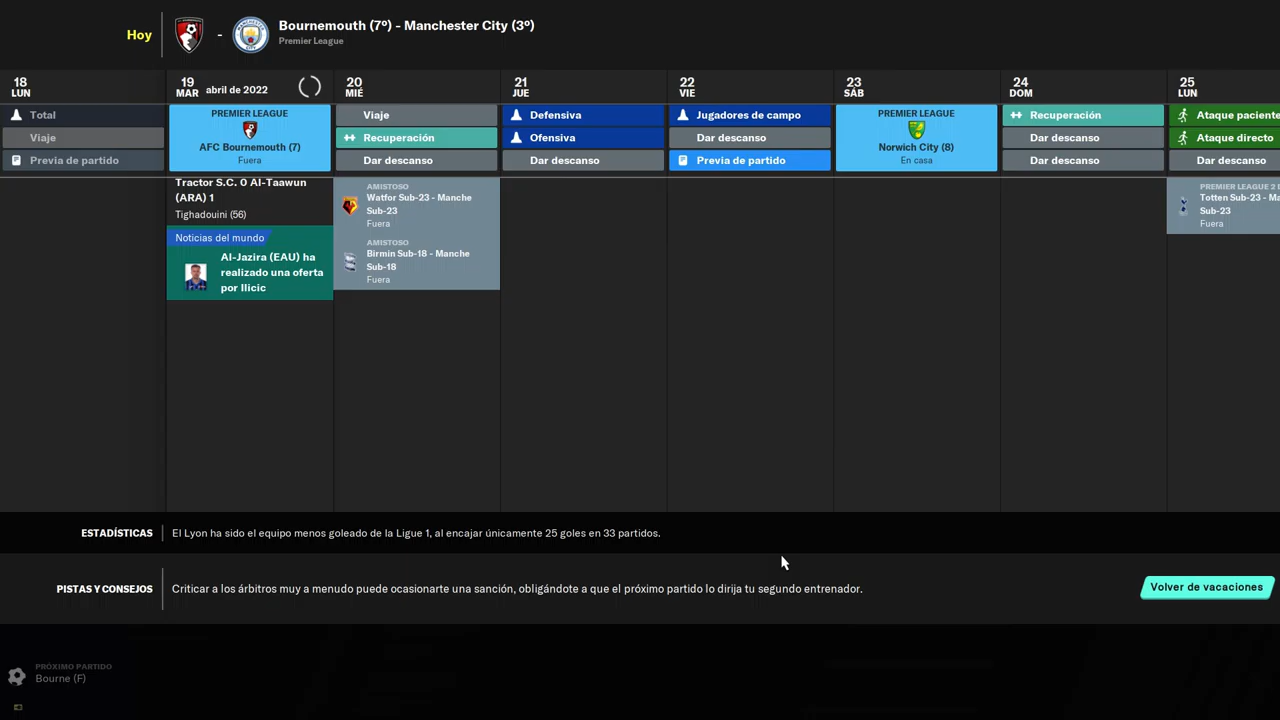 Hoy
-
Bournemouth (7º) - Manchester City (3º)
Premier League
18
LUN
19
MAR
abril de 2022
20
MIÉ
21
JUE
22
VIE
23
SÁB
24
DOM
25
LUN
Total
Viaje
Previa de partido
PREMIER LEAGUE
AFC Bournemouth (7)
Fuera
Viaje
Recuperación
Dar descanso
Defensiva
Ofensiva
Dar descanso
Jugadores de campo
Dar descanso
Previa de partido
PREMIER LEAGUE
Norwich City (8)
En casa
Recuperación
Dar descanso
Dar descanso
Ataque paciente
Ataque directo
Dar descanso
Tractor S.C. 0 Al-Taawun
(ARA) 1
Tighadouini (56)
Noticias del mundo
Al-Jazira (EAU) ha
realizado una oferta
por Ilicic
AMISTOSO
Watfor Sub-23 - Manche
Sub-23
Fuera
AMISTOSO
Birmin Sub-18 - Manche
Sub-18
Fuera
PREMIER LEAGUE 2
Totten Sub-23 - Ma
Sub-23
Fuera
ESTADÍSTICAS
El Lyon ha sido el equipo menos goleado de la Ligue 1, al encajar únicamente 25 goles en 33 partidos.
PISTAS Y CONSEJOS
Criticar a los árbitros muy a menudo puede ocasionarte una sanción, obligándote a que el próximo partido lo dirija tu segundo entrenador.
Volver de vacaciones
PRÓXIMO PARTIDO
Bourne (F)